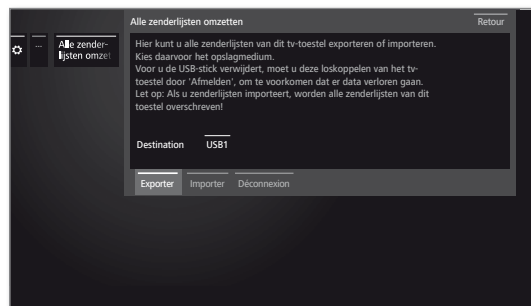 Alle zenderlijsten omzetten
Retour
...
Alle zender-
lijsten omzet
Hier kunt u alle zenderlijsten van dit tv-toestel exporteren of importeren.
Kies daarvoor het opslagmedium.
Voor u de USB-stick verwijdert, moet u deze loskoppelen van het tv-
toestel door 'Afmelden', om te voorkomen dat er data verloren gaan.
Let op: Als u zenderlijsten importeert, worden alle zenderlijsten van dit
toestel overschreven!
Destination USB1
Exporter Importer Déconnexion